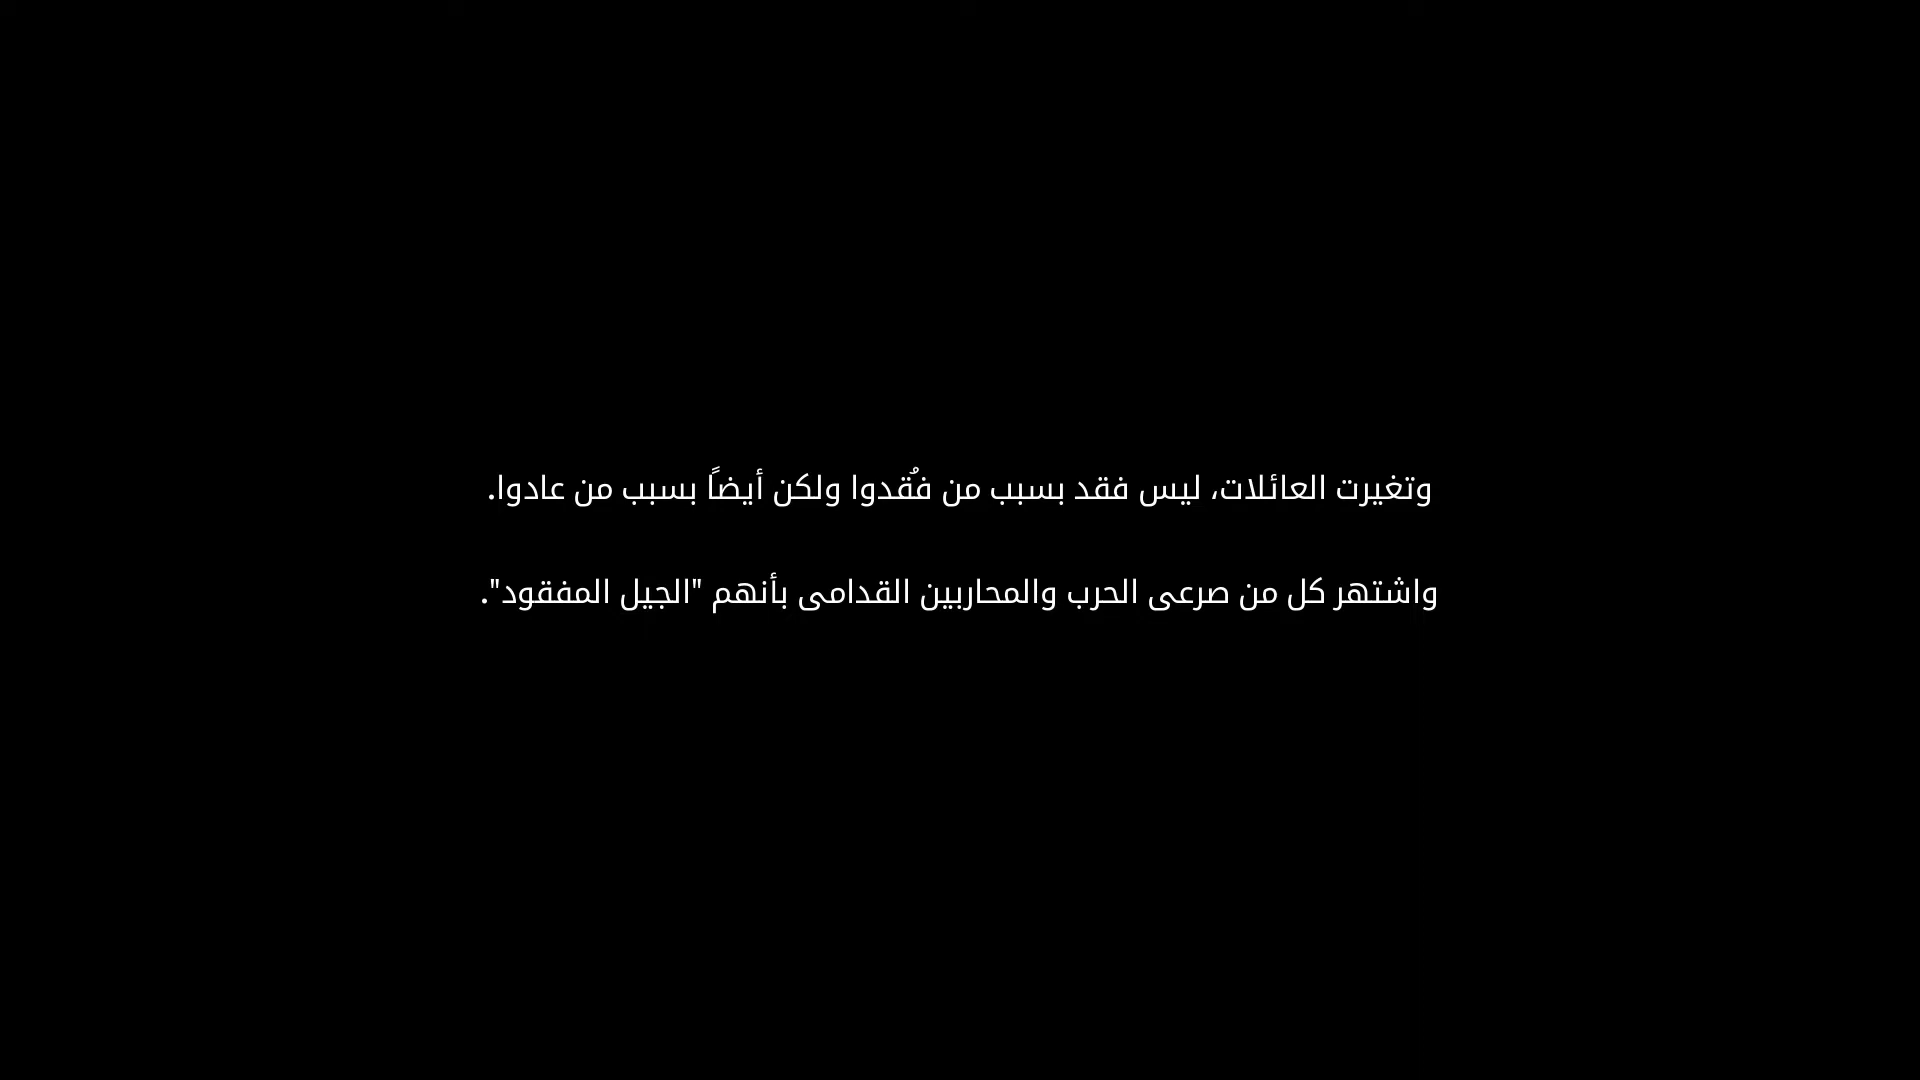 وتغيرت العائلات، ليس فقد بسبب من فُقدوا ولكن أيضاً بسبب من عادوا.
واشتهر كل من صرعى الحرب والمحاربين القدامى بأنهم "الجيل المفقود".